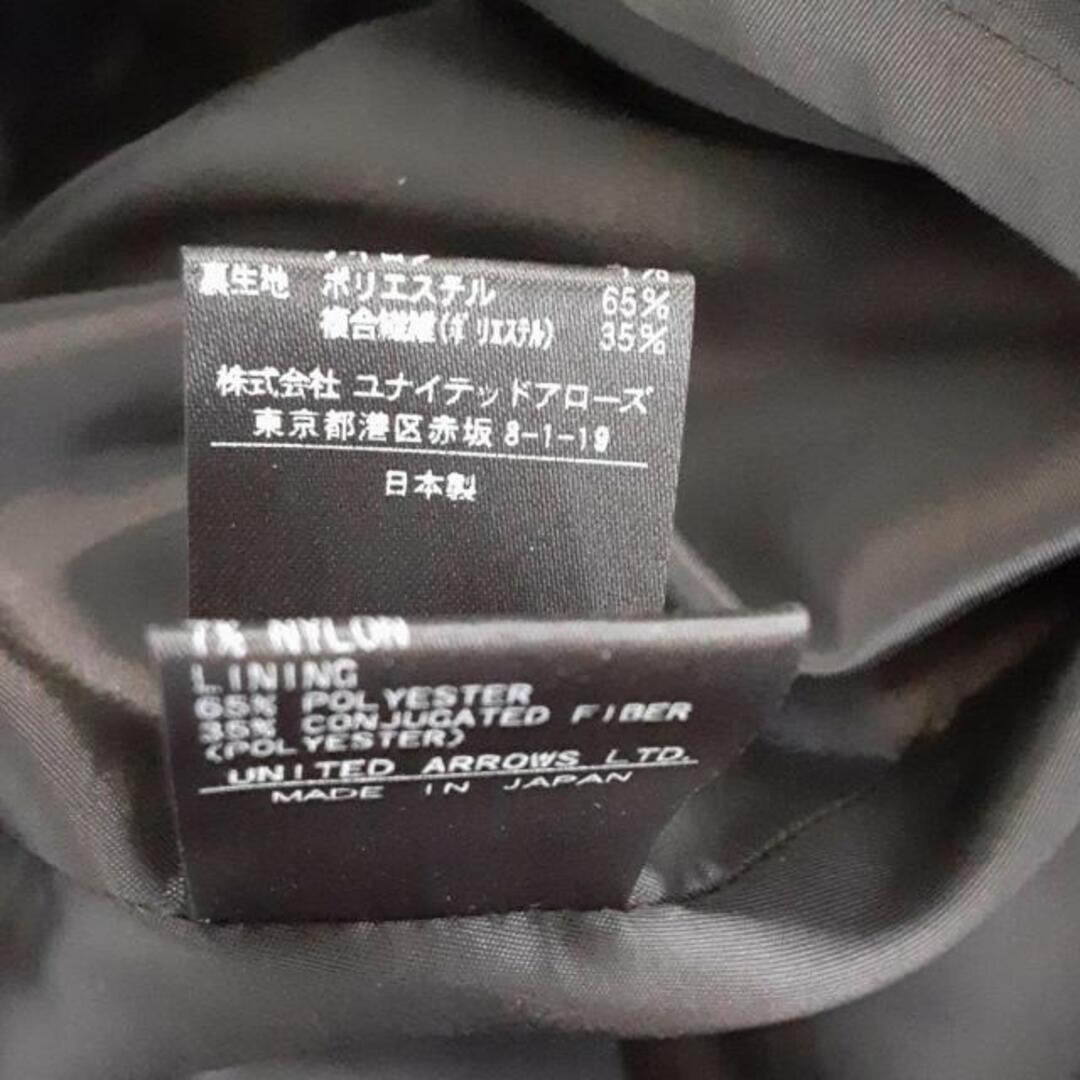 裏生地 ポリエステル 65%
複合繊維(ポリエステル) 35%
株式会社 ユナイテッドアローズ
東京都港区赤坂 8-1-19
日本製
7% NYLON
LINING
65% POLYESTER
35% CONJUGATED FIBER
(POLYESTER)
UNITED ARROWS LTD.
MADE IN JAPAN